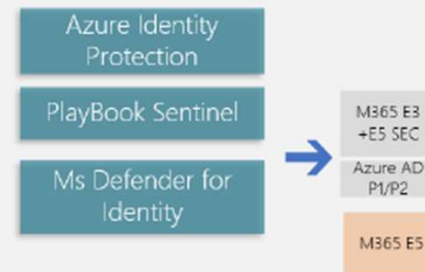 Azure Identity
Protection
PlayBook Sentinel
Ms Defender for
Identity
M365 E3
+E5 SEC
Azure AD
P1/P2
M365 E5